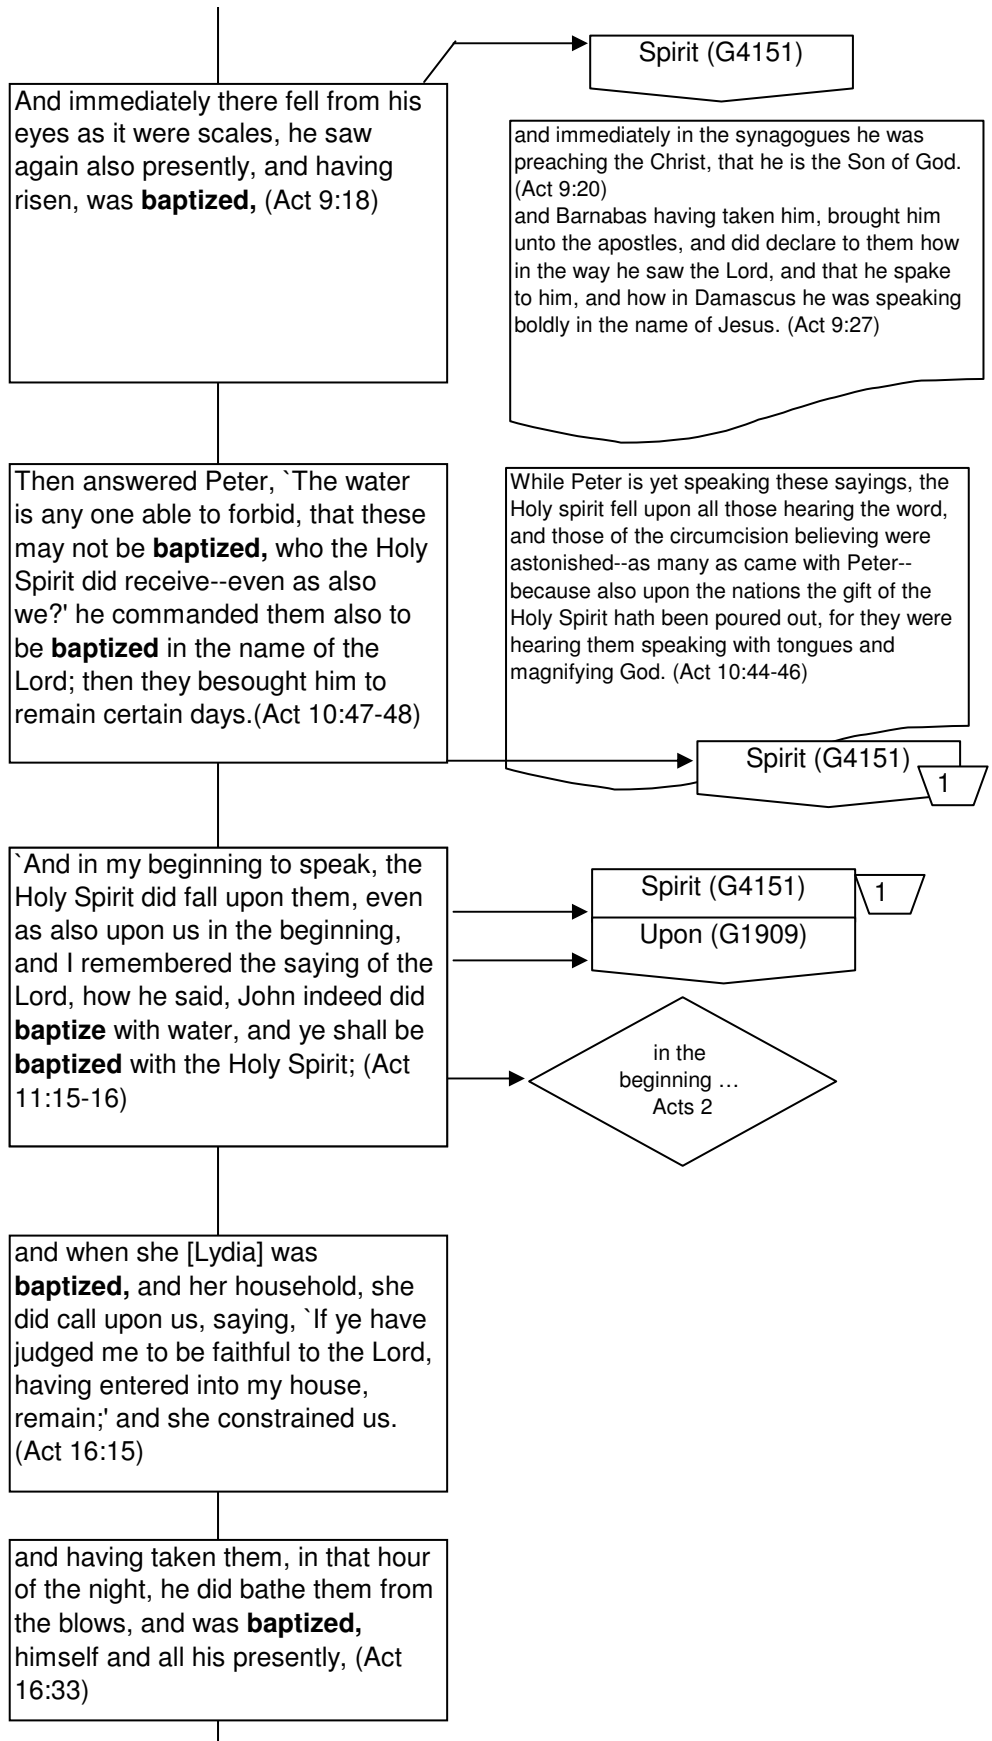 Spirit (G4151)
And immediately there fell from his
eyes as it were scales, he saw
again also presently, and having
risen, was baptized, (Act 9:18)
and immediately in the synagogues he was
preaching the Christ, that he is the Son of God.
(Act 9:20)
and Barnabas having taken him, brought him
unto the apostles, and did declare to them how
in the way he saw the Lord, and that he spake
to him, and how in Damascus he was speaking
boldly in the name of Jesus. (Act 9:27)
Then answered Peter, `The water
is any one able to forbid, that these
may not be baptized, who the Holy
Spirit did receive--even as also
we?' he commanded them also to
be baptized in the name of the
Lord; then they besought him to
remain certain days.(Act 10:47-48)
While Peter is yet speaking these sayings, the
Holy spirit fell upon all those hearing the word,
and those of the circumcision believing were
astonished--as many as came with Peter--
because also upon the nations the gift of the
Holy Spirit hath been poured out, for they were
hearing them speaking with tongues and
magnifying God. (Act 10:44-46)
Spirit (G4151)
1
`And in my beginning to speak, the
Holy Spirit did fall upon them, even
as also upon us in the beginning,
and I remembered the saying of the
Lord, how he said, John indeed did
baptize with water, and ye shall be
baptized with the Holy Spirit; (Act
11:15-16)
Spirit (G4151)
1
Upon (G1909)
in the
beginning …
Acts 2
and when she [Lydia] was
baptized, and her household, she
did call upon us, saying, `If ye have
judged me to be faithful to the Lord,
having entered into my house,
remain;' and she constrained us.
(Act 16:15)
and having taken them, in that hour
of the night, he did bathe them from
the blows, and was baptized,
himself and all his presently, (Act
16:33)